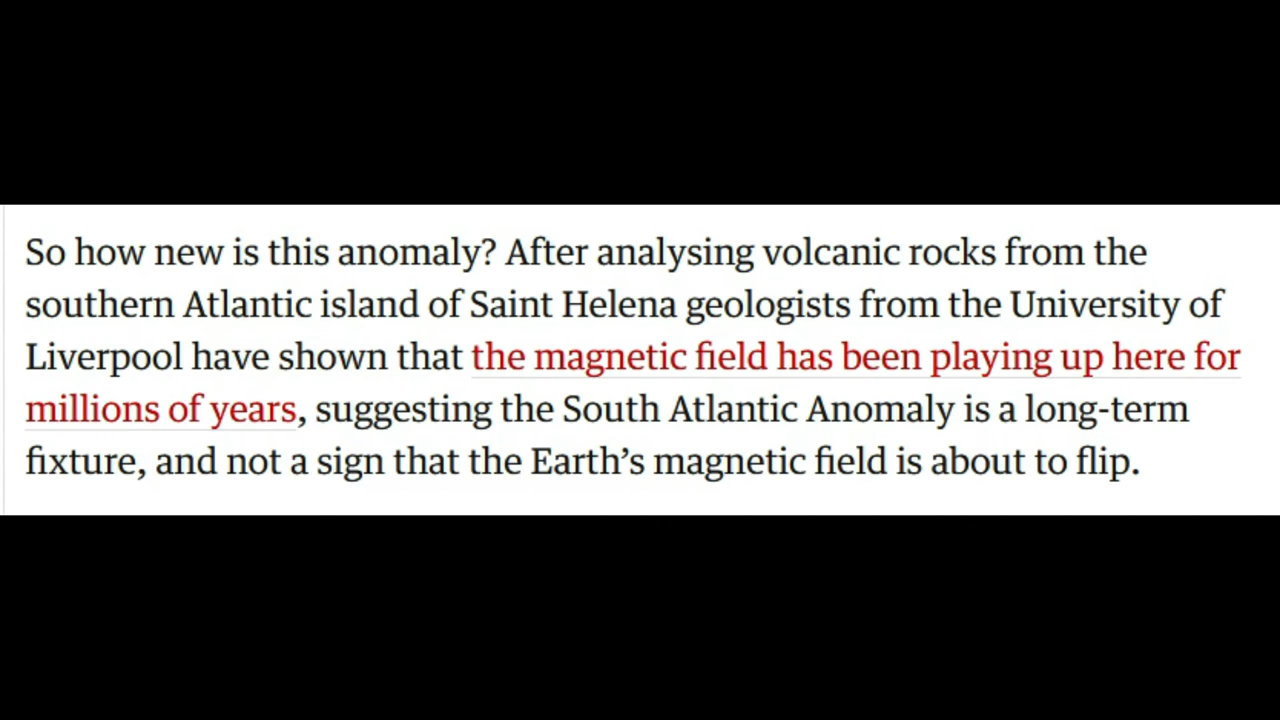 So how new is this anomaly? After analysing volcanic rocks from the
southern Atlantic island of Saint Helena geologists from the University of
Liverpool have shown that the magnetic field has been playing up here for
millions of years, suggesting the South Atlantic Anomaly is a long-term
fixture, and not a sign that the Earth’s magnetic field is about to flip.